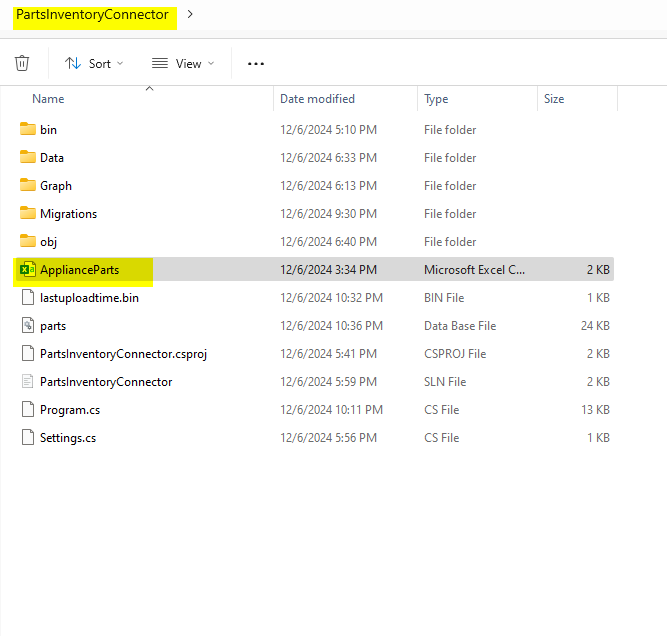 PartsInventoryConnector
Sort View
Name Date modified Type Size
bin 12/6/2024 5:10 PM File folder
Data 12/6/2024 6:33 PM File folder
Graph 12/6/2024 6:13 PM File folder
Migrations 12/6/2024 9:30 PM File folder
obj 12/6/2024 6:40 PM File folder
ApplianceParts 12/6/2024 3:34 PM Microsoft Excel C... 2 KB
lastuploadtime.bin 12/6/2024 10:32 PM BIN File 1 KB
parts 12/6/2024 10:36 PM Data Base File 24 KB
PartsInventoryConnector.csproj 12/6/2024 5:41 PM CSPROJ File 2 KB
PartsInventoryConnector 12/6/2024 5:59 PM SLN File 2 KB
Program.cs 12/6/2024 10:11 PM CS File 13 KB
Settings.cs 12/6/2024 5:56 PM CS File 1 KB